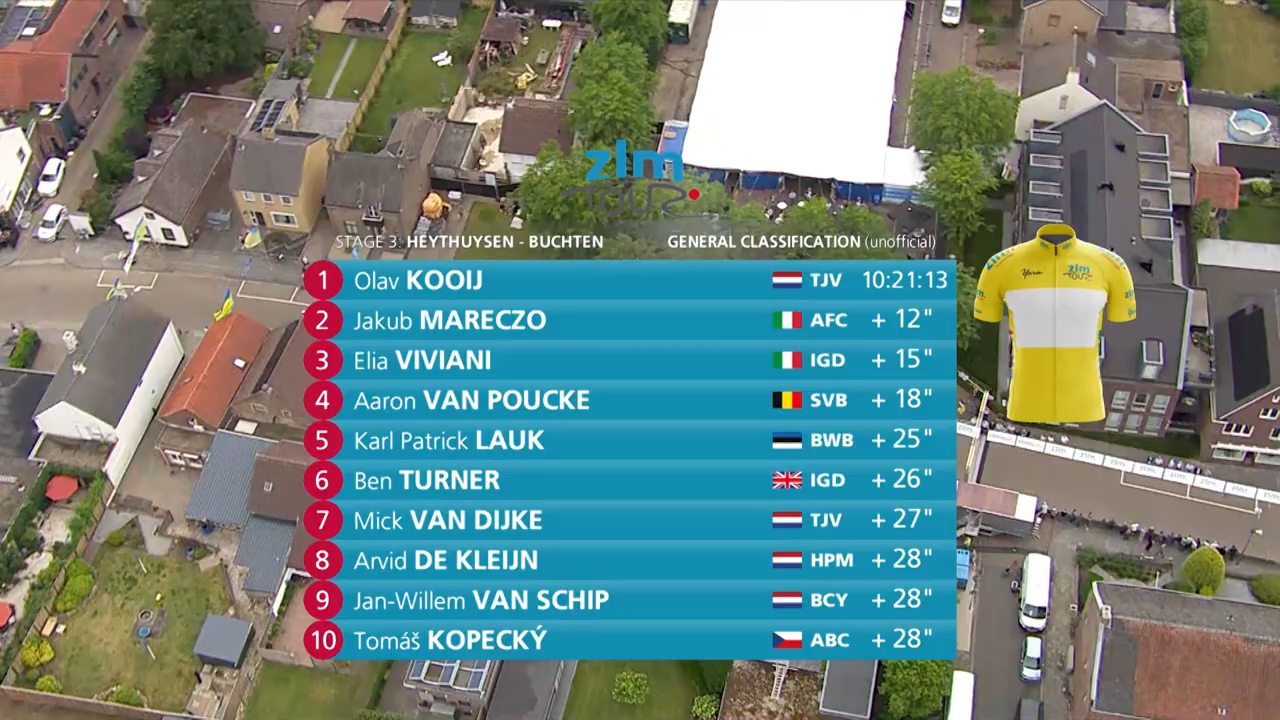 zlm
TOUR
STAGE 3: HEYTHUYSEN - BUCHTEN GENERAL CLASSIFICATION (unofficial)
1 Olav KOOIJ TJV 10:21:13
2 Jakub MARECZO AFC + 12"
3 Elia VIVIANI IGD + 15"
4 Aaron VAN POUCKE SVB + 18"
5 Karl Patrick LAUK BWB + 25"
6 Ben TURNER IGD + 26"
7 Mick VAN DIJKE TJV + 27"
8 Arvid DE KLEIJN HPM + 28"
9 Jan-Willem VAN SCHIP BCY + 28"
10 Tomáš KOPECKÝ ABC + 28"
zlm
TOUR